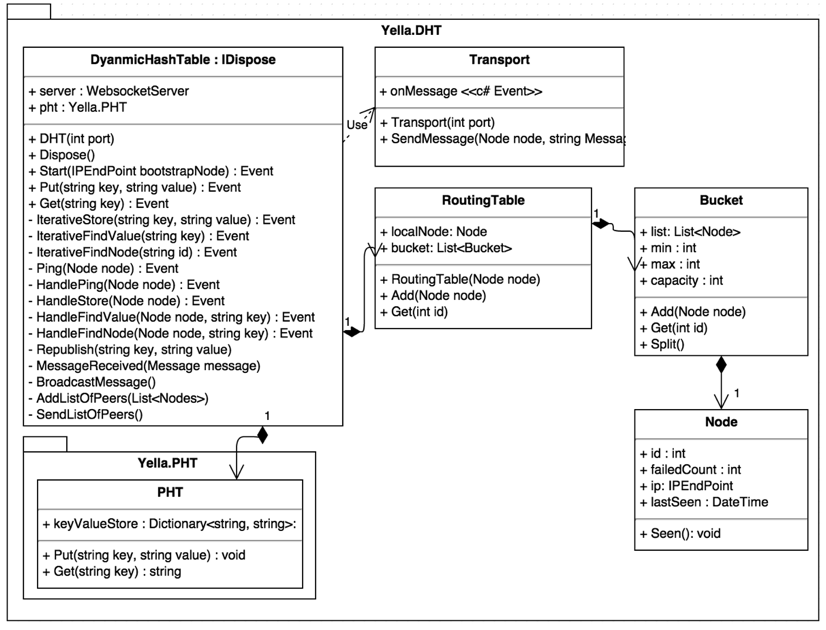 Yella.DHT
DyanmicHashTable : IDispose
+ server : WebsocketServer
+ pht : Yella.PHT
+ DHT(int port)
+ Dispose()
+ Start(IPEndPoint bootstrapNode) : Event
+ Put(string key, string value) : Event
+ Get(string key) : Event
- IterativeStore(string key, string value) : Event
- IterativeFindValue(string key) : Event
- IterativeFindNode(string id) : Event
- Ping(Node node) : Event
- HandlePing(Node node) : Event
- HandleStore(Node node) : Event
- HandleFindValue(Node node, string key) : Event
- HandleFindNode(Node node, string key) : Event
- Republish(string key, string value)
- MessageReceived(Message message)
- BroadcastMessage()
- AddListOfPeers(List<Nodes>)
- SendListOfPeers()
Use
Transport
+ onMessage <<c# Event>>
+ Transport(int port)
+ SendMessage(Node node, string Messa
1
RoutingTable
+ localNode: Node
+ bucket: List<Bucket>
+ RoutingTable(Node node)
+ Add(Node node)
+ Get(int id)
1
Bucket
+ list: List<Node>
+ min : int
+ max : int
+ capacity : int
+ Add(Node node)
+ Get(int id)
+ Split()
1
Node
+ id : int
+ failedCount : int
+ ip: IPEndPoint
+ lastSeen : DateTime
+ Seen(): void
1
Yella.PHT
PHT
+ keyValueStore : Dictionary<string, string>:
+ Put(string key, string value) : void
+ Get(string key) : string